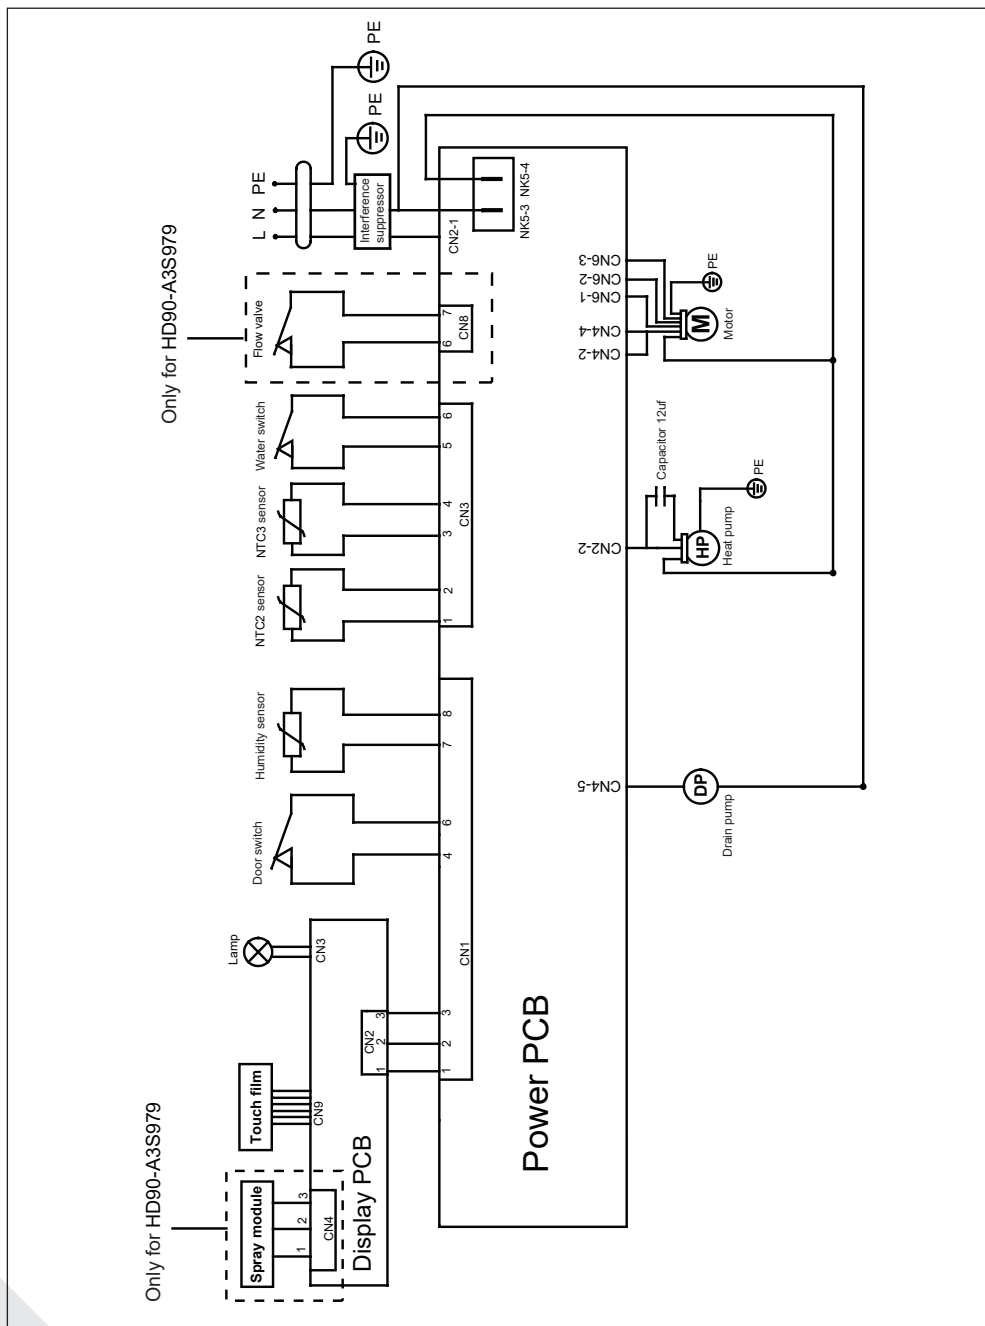 Only for HD90-A3S979
Spray module
1
2
3
CN4
Touch film
CN9
Lamp
CN3
Display PCB
CN2
1
2
3
Door switch
4
6
Humidity sensor
7
8
CN1
1
2
3
NTC2 sensor
1
2
NTC3 sensor
3
4
Water switch
5
6
CN3
Only for HD90-A3S979
Flow valve
6
7
CN8
L
N
PE
PE
PE
Interference
suppressor
CN2-1
NK5-3
NK5-4
Power PCB
CN4-5
DP
Drain pump
CN2-2
Capacitor 12uf
HP
Heat pump
PE
CN4-2
CN4-4
CN6-1
CN6-2
CN6-3
M
Motor
PE